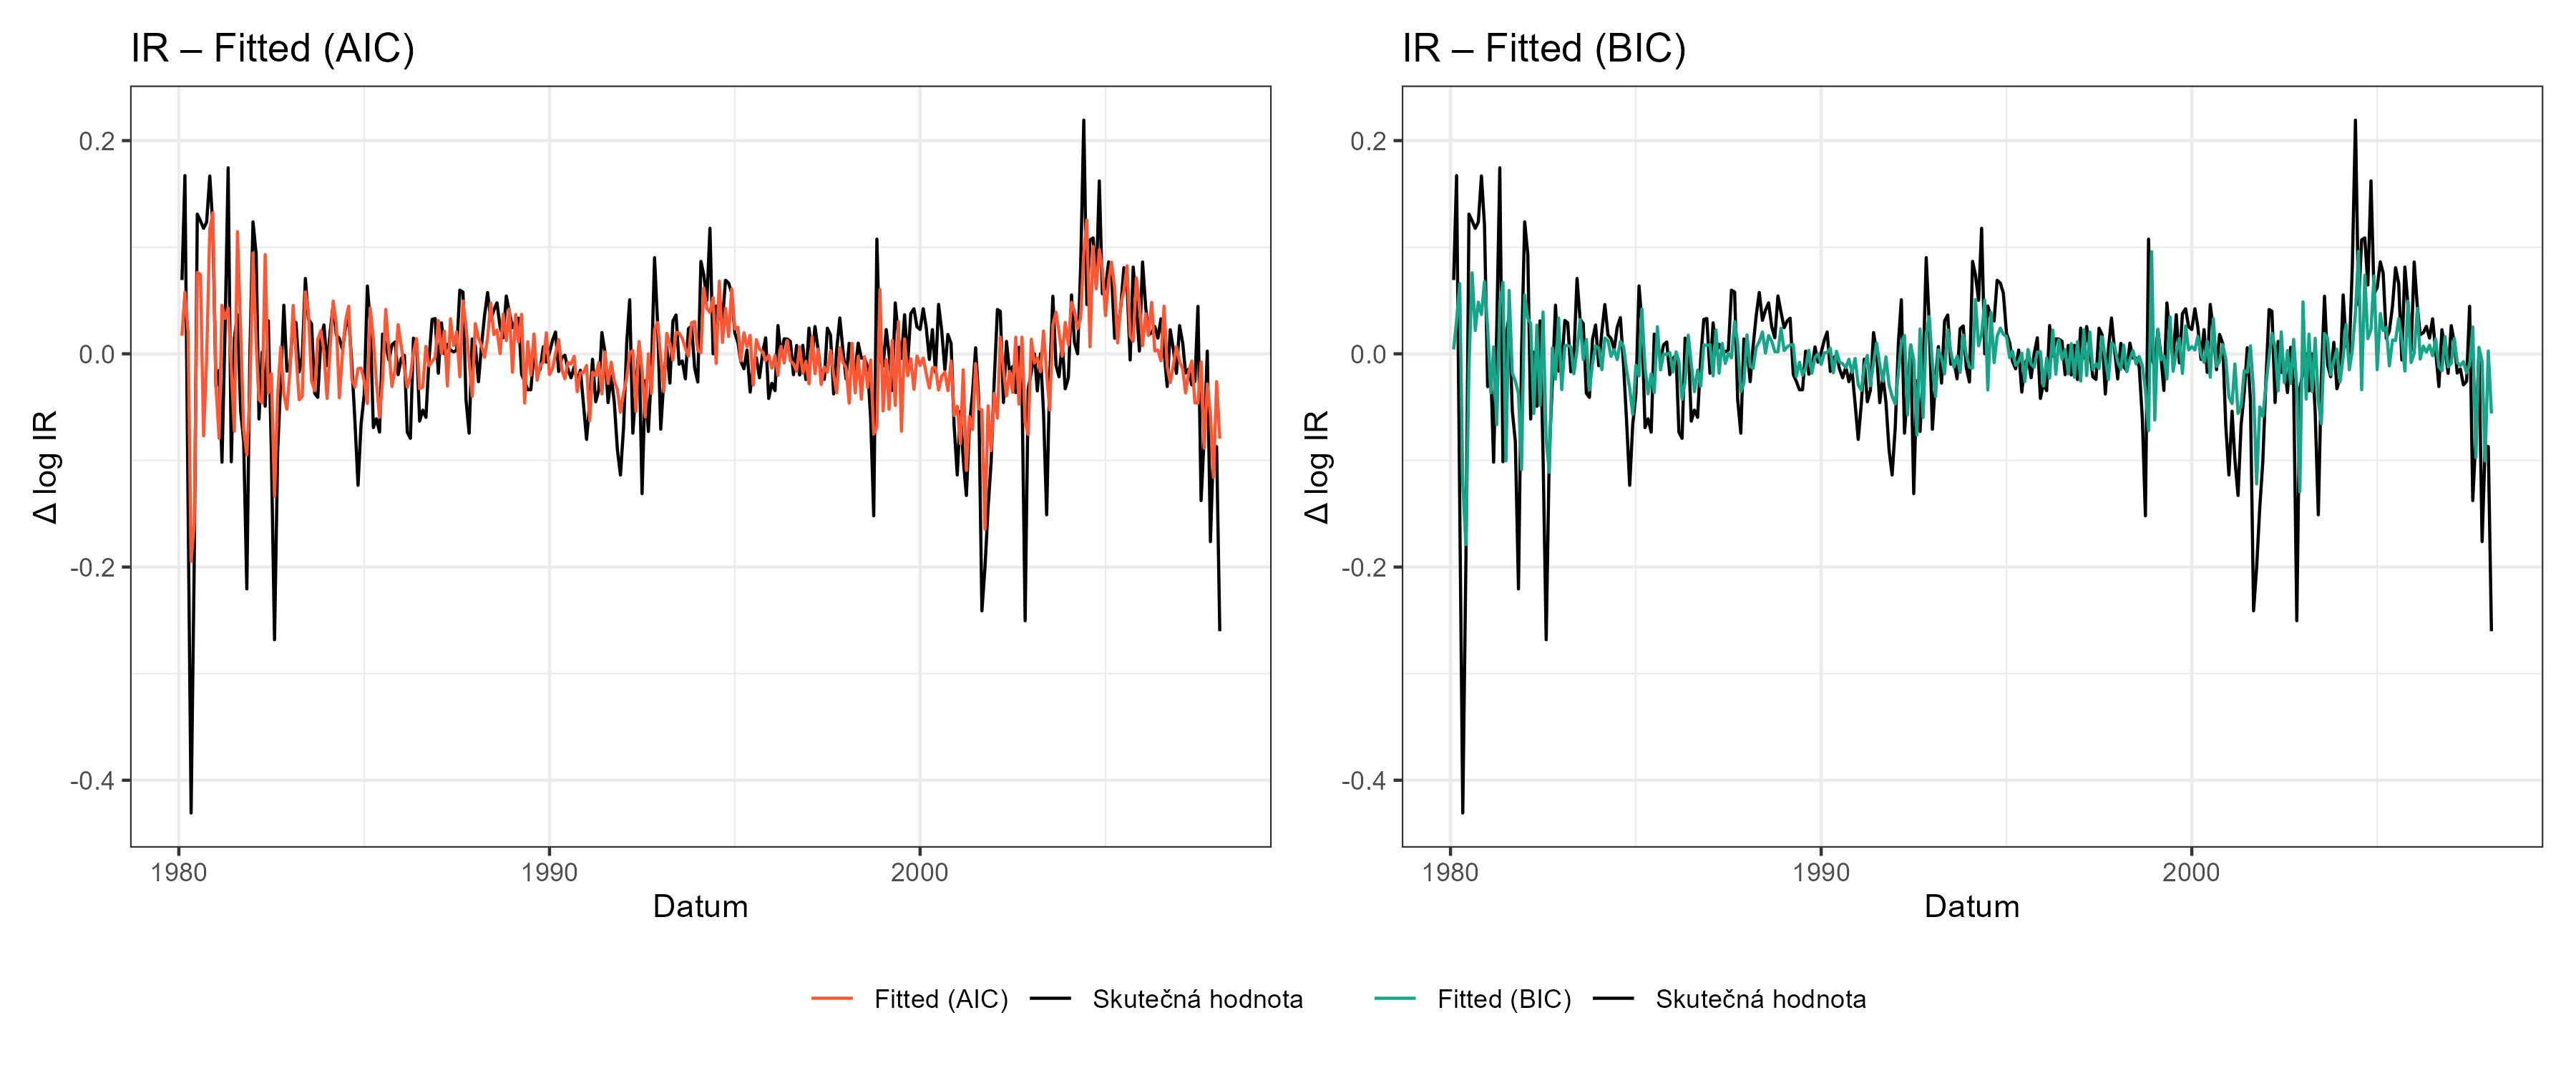 IR – Fitted (AIC)
0.2
0.0
-0.2
-0.4
Δ log IR
1980 1990 2000
Datum
IR – Fitted (BIC)
0.2
0.0
-0.2
-0.4
Δ log IR
1980 1990 2000
Datum
Fitted (AIC) Skutečná hodnota Fitted (BIC) Skutečná hodnota